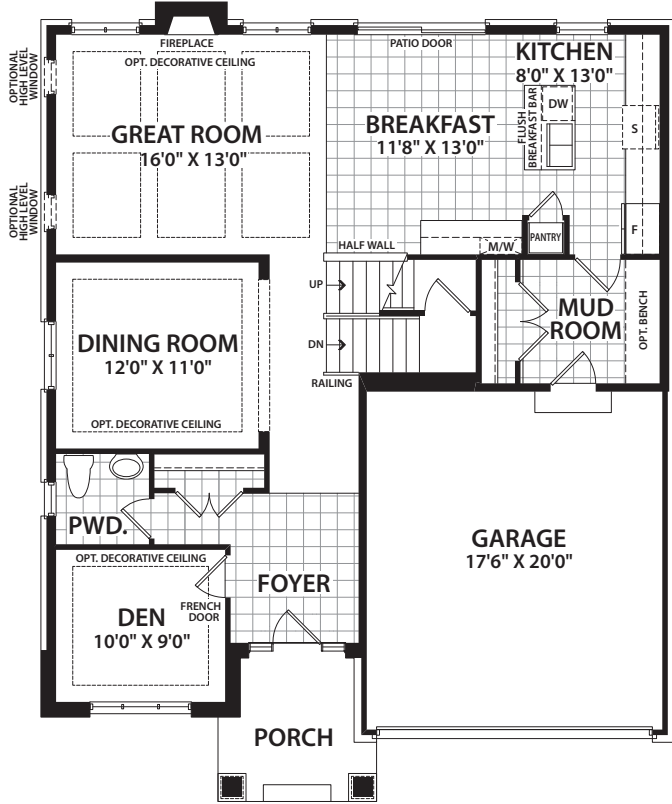 FIREPLACE
OPT. DECORATIVE CEILING
OPTIONAL
HIGH LEVEL
WINDOW
GREAT ROOM
16'0" X 13'0"
OPTIONAL
HIGH LEVEL
WINDOW
PATIO DOOR
BREAKFAST
11'8" X 13'0"
KITCHEN
8'0" X 13'0"
FLUSH
BREAKFAST BAR
DW
S
F
PANTRY
M/W
HALF WALL
UP
DN
RAILING
MUD
ROOM
OPT. BENCH
DINING ROOM
12'0" X 11'0"
OPT. DECORATIVE CEILING
PWD.
OPT. DECORATIVE CEILING
DEN
10'0" X 9'0"
FRENCH
DOOR
FOYER
GARAGE
17'6" X 20'0"
PORCH